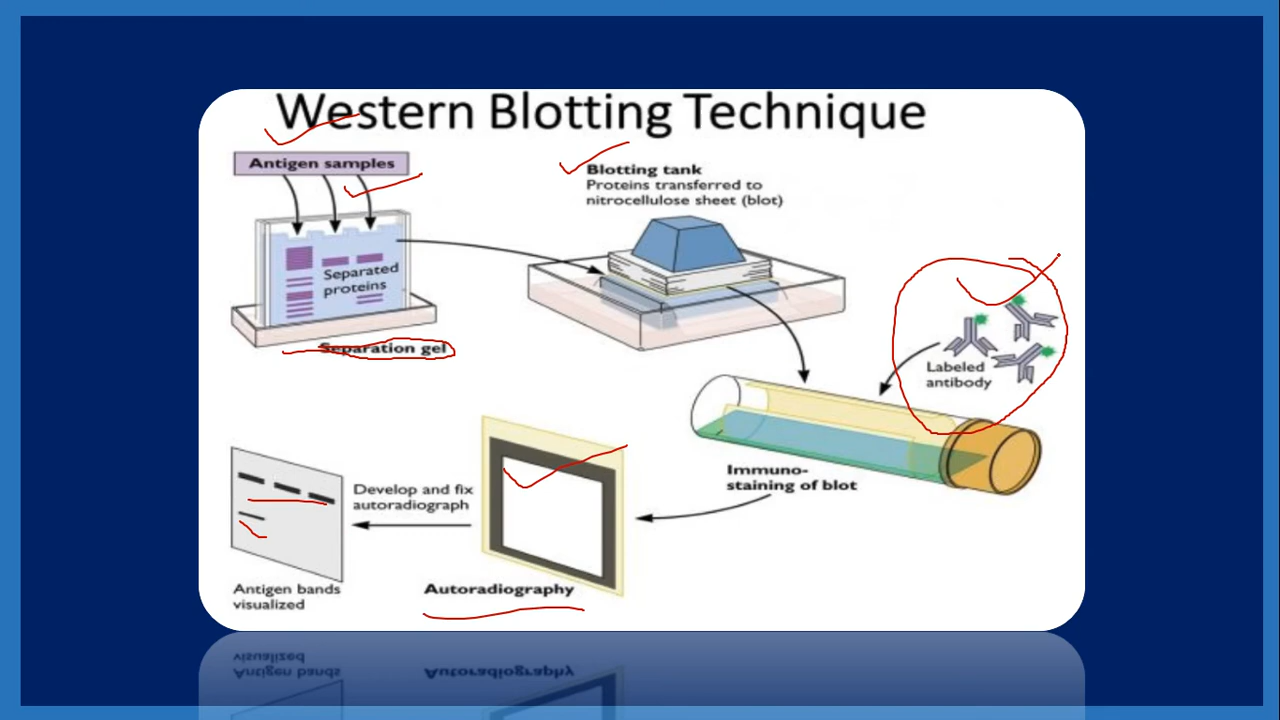 Western Blotting Technique
Antigen samples
Blotting tank
Proteins transferred to
nitrocellulose sheet (blot)
Separated
proteins
Separation gel
Labeled
antibody
Immuno-
staining of blot
Develop and fix
autoradiograph
Antigen bands
visualized
Autoradiography